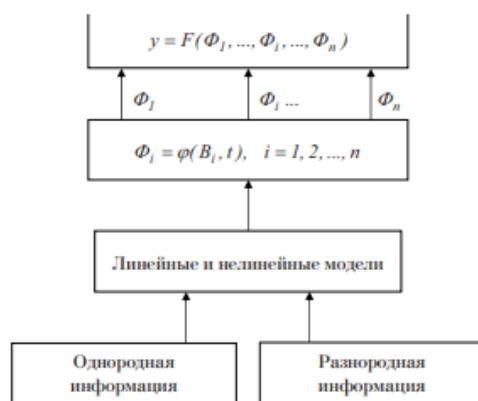 y = F(Φ1, ..., Φi, ..., Φn)
Φ1
Φi ...
Φn
Φi = φ(Bi, t), i = 1, 2, ..., n
Линейные и нелинейные модели
Однородная
информация
Разнородная
информация